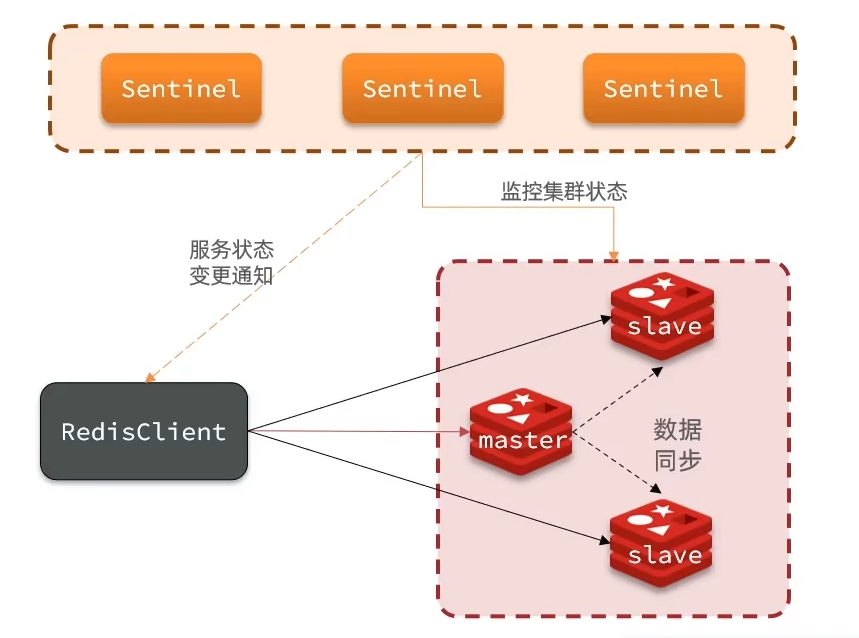 Sentinel
Sentinel
Sentinel
监控集群状态
服务状态
变更通知
slave
RedisClient
master
数据
同步
slave